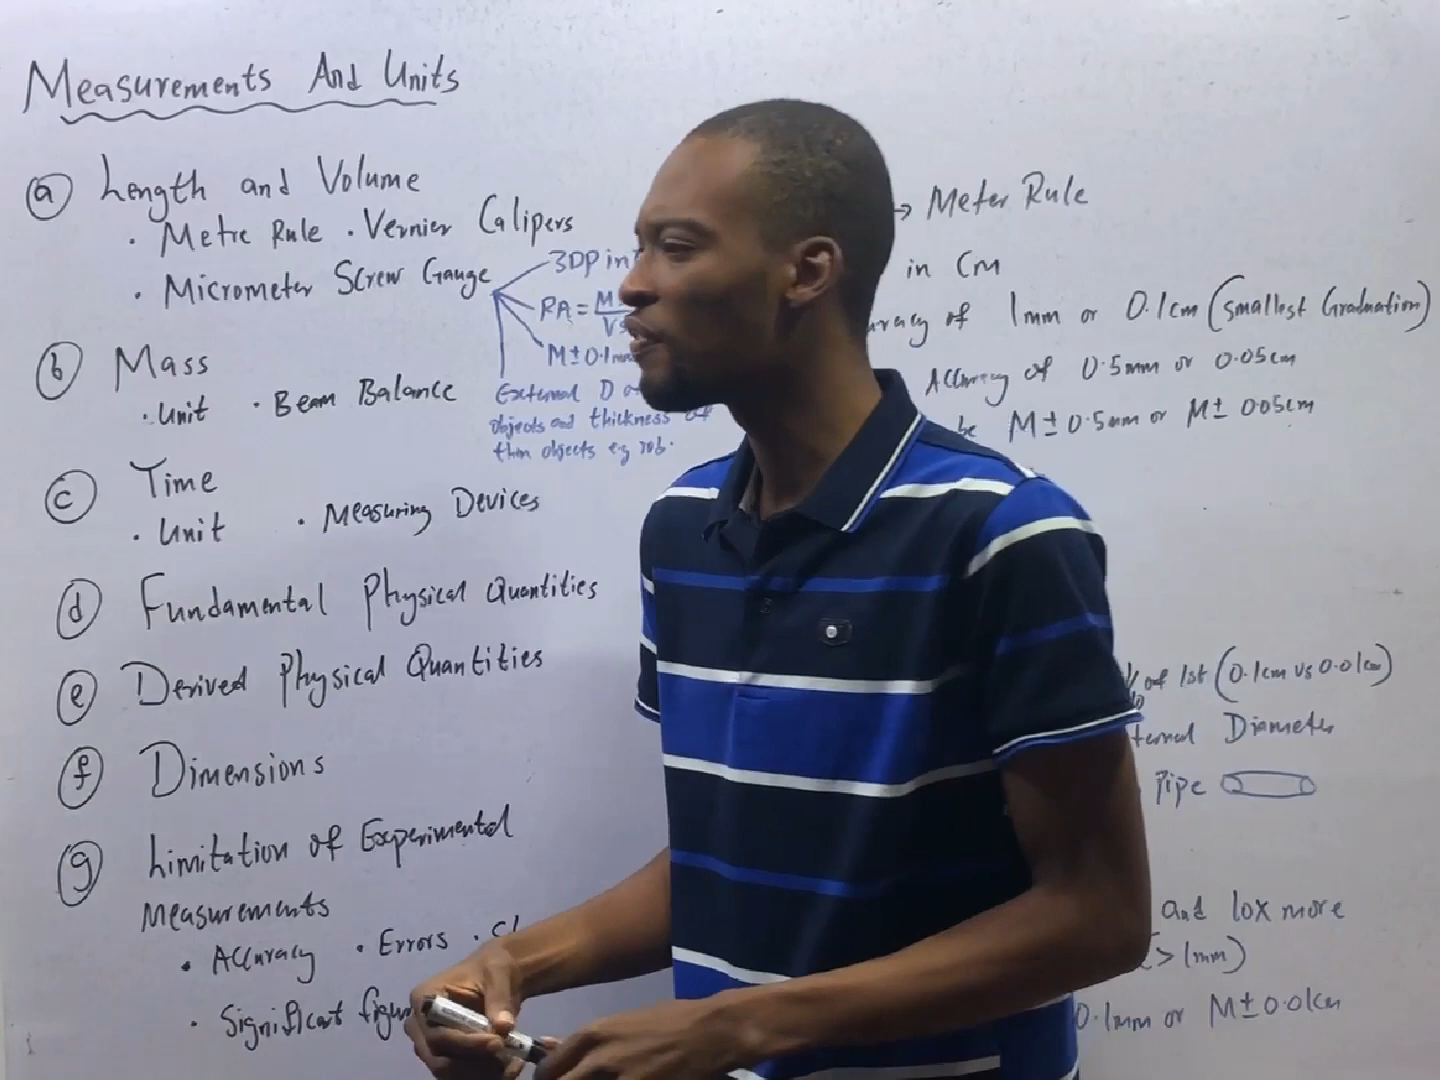 Measurements And Units
a Length and Volume
· Metre Rule · Vernier Calipers
· Micrometer Screw Gauge
3DP in
RA = M
Vs
M±0.1mm
External D
objects and thickness of
thin objects eg rob.
b Mass
· Unit · Beam Balance
c Time
· Unit · Measuring Devices
d Fundamental Physical Quantities
e Derived Physical Quantities
f Dimensions
g Limitation of Experimental
Measurements
· Accuracy · Errors ·
· Significant
→ Meter Rule
in Cm
of 1mm or 0.1cm (smallest Graduation)
Accuracy of 0.5mm or 0.05cm
be M±0.5mm or M± 0.05cm
of 1st (0.1cm vs 0.01cm)
Diameter
Pipe
and 10x more
> 1mm)
0.1mm or M±0.01cm